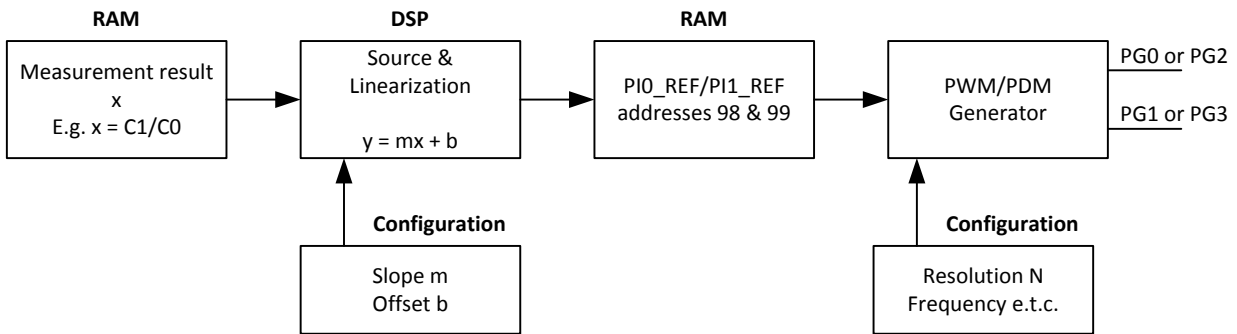 RAM
Measurement result
x
E.g. x = C1/C0
DSP
Source &
Linearization
y = mx + b
RAM
PI0_REF/PI1_REF
addresses 98 & 99
PWM/PDM
Generator
PG0 or PG2
PG1 or PG3
Configuration
Slope m
Offset b
Configuration
Resolution N
Frequency e.t.c.